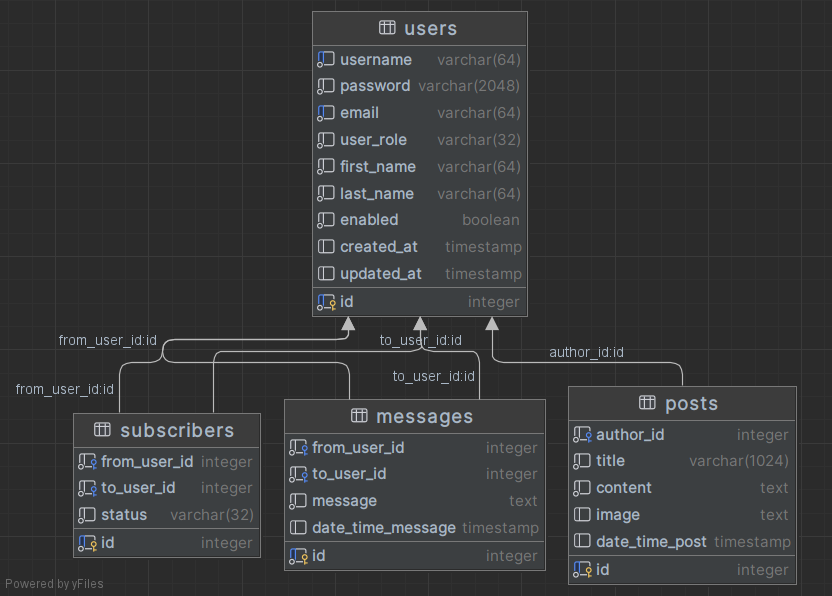 users
username varchar(64)
password varchar(2048)
email varchar(64)
user_role varchar(32)
first_name varchar(64)
last_name varchar(64)
enabled boolean
created_at timestamp
updated_at timestamp
id integer
from_user_id:id
to_user_id:id
author_id:id
to_user_id:id
from_user_id:id
subscribers
from_user_id integer
to_user_id integer
status varchar(32)
id integer
messages
from_user_id integer
to_user_id integer
message text
date_time_message timestamp
id integer
posts
author_id integer
title varchar(1024)
content text
image text
date_time_post timestamp
id integer
Powered by yFiles